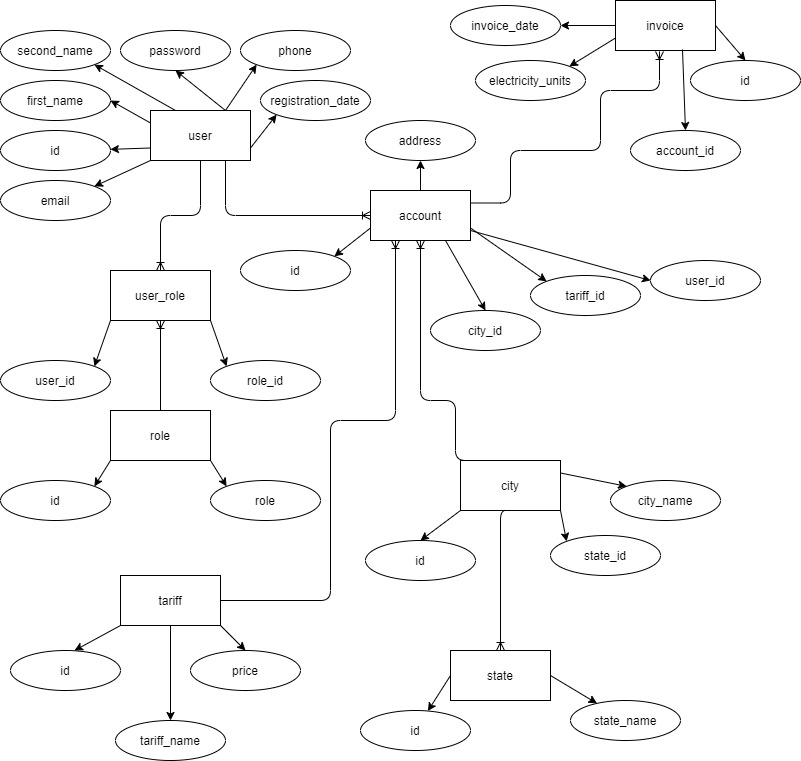 invoice_date
invoice
second_name
password
phone
electricity_units
id
first_name
registration_date
user
address
id
account_id
email
account
id
user_id
user_role
tariff_id
city_id
user_id
role_id
role
id
role
city
city_name
id
state_id
tariff
id
price
state
tariff_name
id
state_name